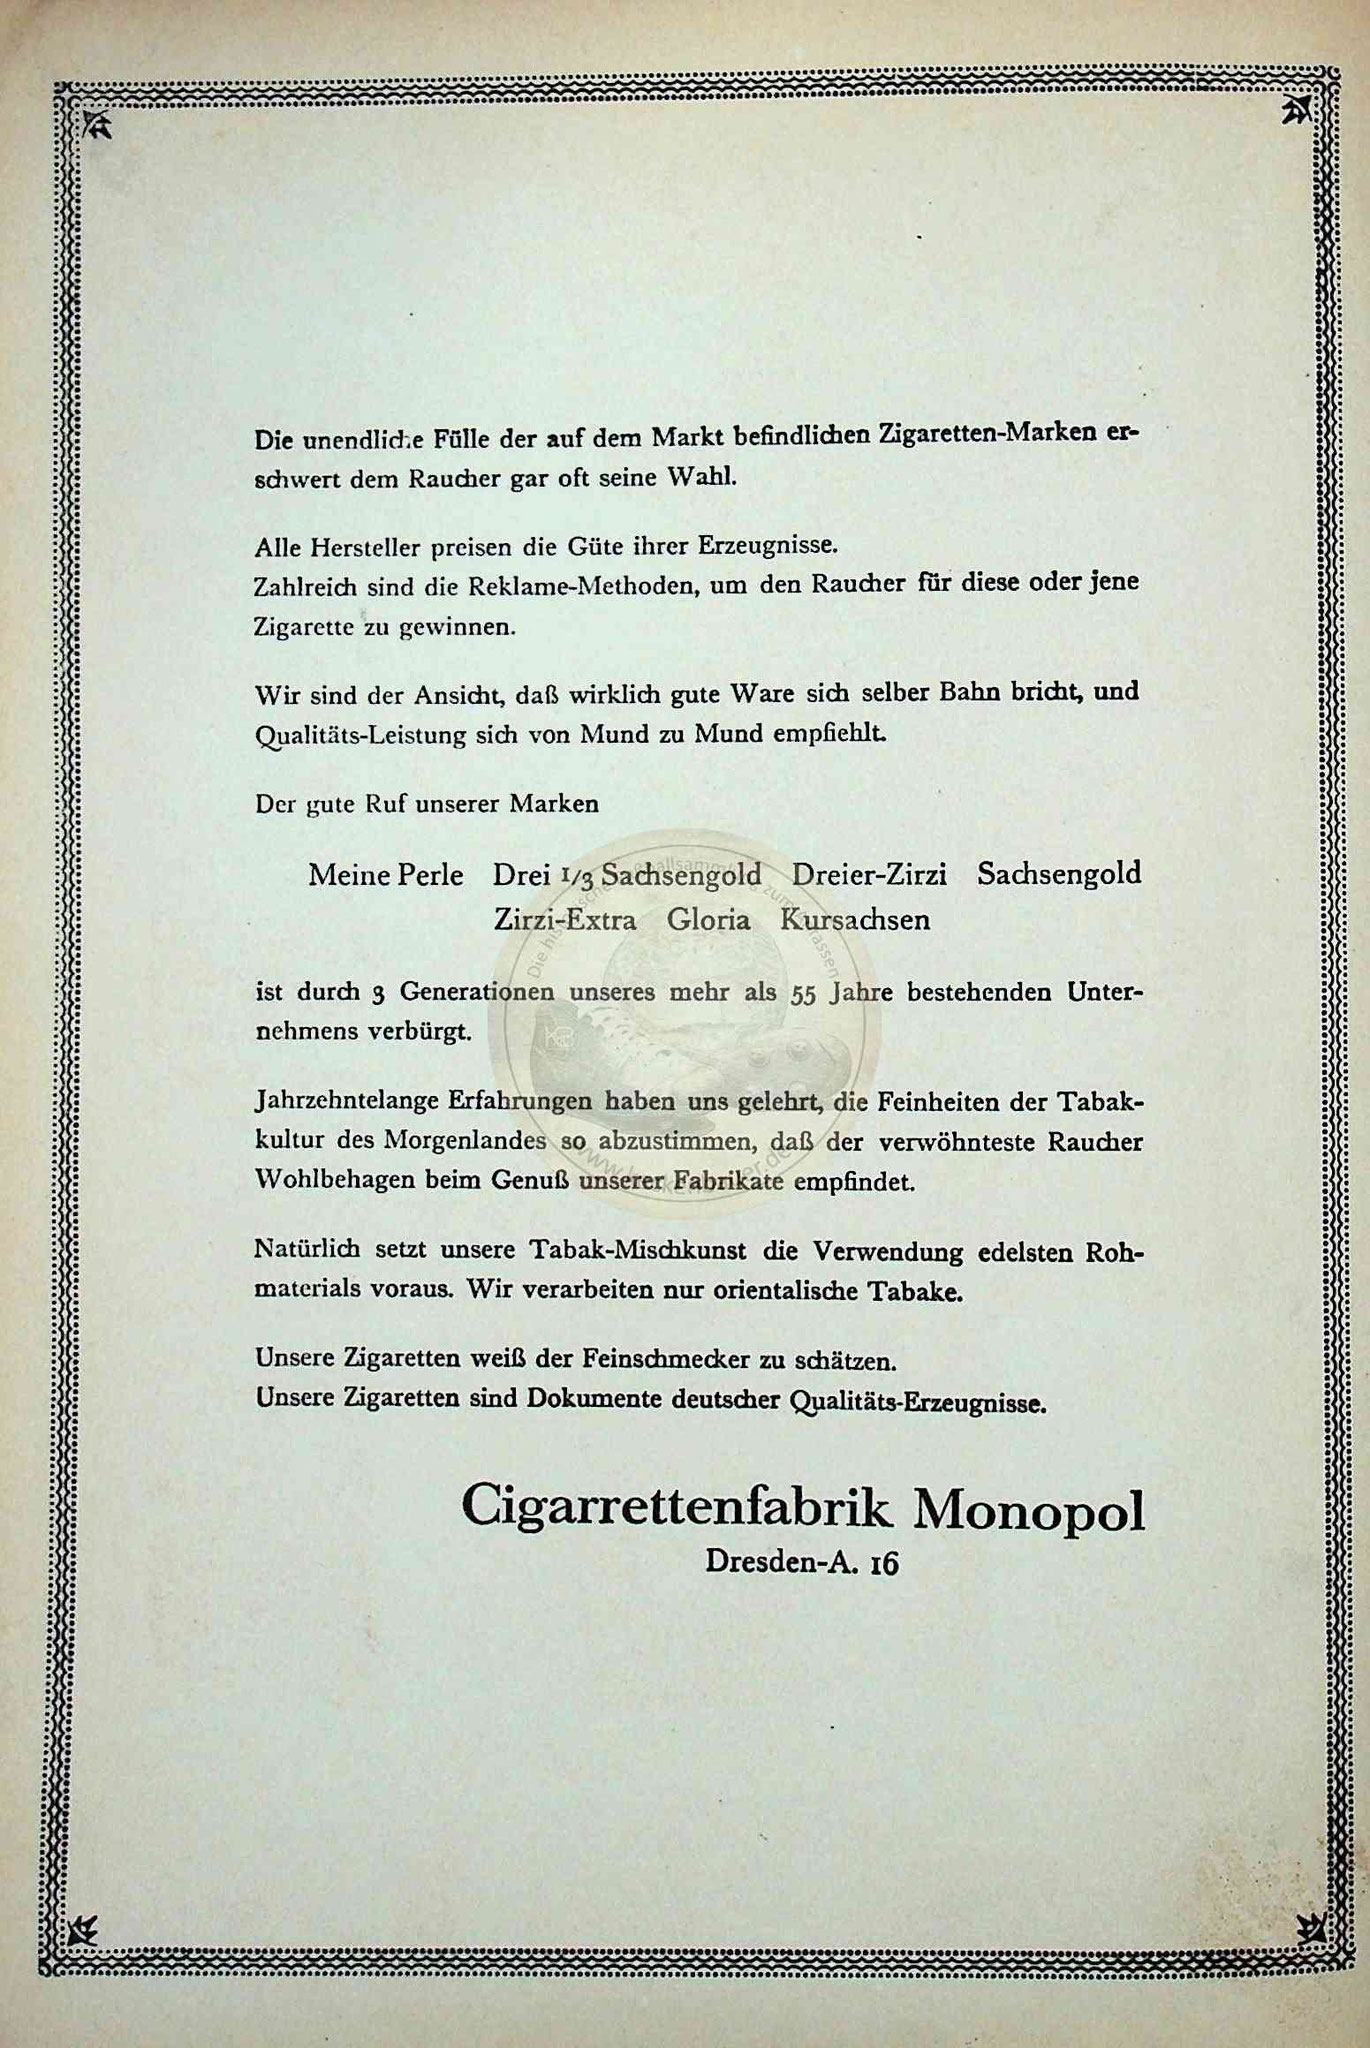 Die unendliche Fülle der auf dem Markt befindlichen Zigaretten-Marken er-
schwert dem Raucher gar oft seine Wahl.
Alle Hersteller preisen die Güte ihrer Erzeugnisse.
Zahlreich sind die Reklame-Methoden, um den Raucher für diese oder jene
Zigarette zu gewinnen.
Wir sind der Ansicht, daß wirklich gute Ware sich selber Bahn bricht, und
Qualitäts-Leistung sich von Mund zu Mund empfiehlt.
Der gute Ruf unserer Marken
Meine Perle Drei 1/3 Sachsengold Dreier-Zirzi Sachsengold
Zirzi-Extra Gloria Kursachsen
ist durch 3 Generationen unseres mehr als 55 Jahre bestehenden Unter-
nehmens verbürgt.
Jahrzehntelange Erfahrungen haben uns gelehrt, die Feinheiten der Tabak-
kultur des Morgenlandes so abzustimmen, daß der verwöhnteste Raucher
Wohlbehagen beim Genuß unserer Fabrikate empfindet.
Natürlich setzt unsere Tabak-Mischkunst die Verwendung edelsten Roh-
materials voraus. Wir verarbeiten nur orientalische Tabake.
Unsere Zigaretten weiß der Feinschmecker zu schätzen.
Unsere Zigaretten sind Dokumente deutscher Qualitäts-Erzeugnisse.
Cigarrettenfabrik Monopol
Dresden-A. 16